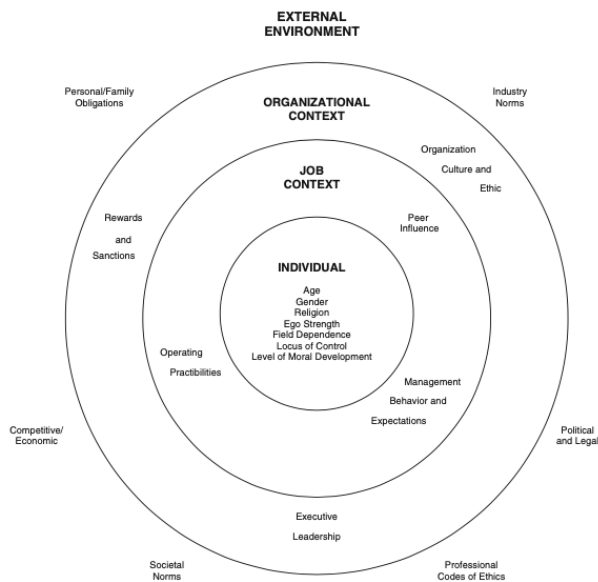 EXTERNAL
ENVIRONMENT
Personal/Family
Obligations
Industry
Norms
ORGANIZATIONAL
CONTEXT
Organization
Culture and
Ethic
JOB
CONTEXT
Rewards
and
Sanctions
Peer
Influence
INDIVIDUAL
Age
Gender
Religion
Ego Strength
Field Dependence
Locus of Control
Level of Moral Development
Operating
Practibilities
Management
Behavior and
Expectations
Competitive/
Economic
Political
and Legal
Executive
Leadership
Societal
Norms
Professional
Codes of Ethics